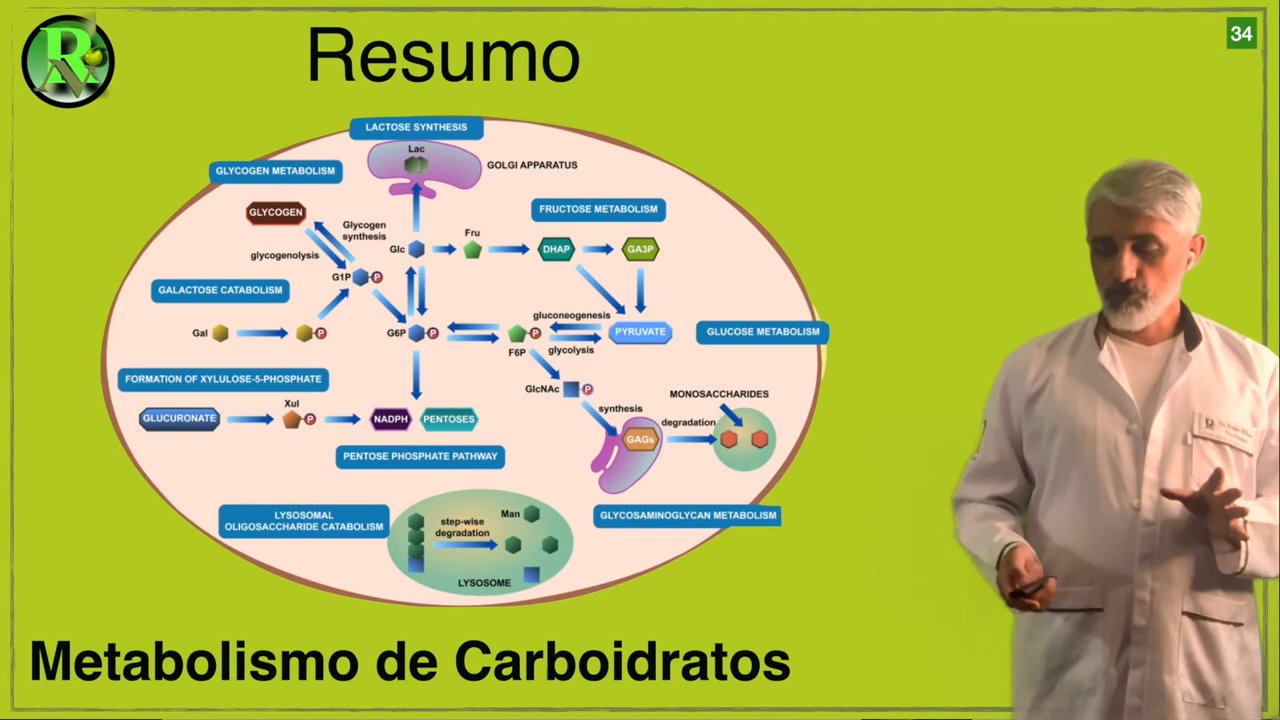 34
Resumo
LACTOSE SYNTHESIS
Lac
GOLGI APPARATUS
GLYCOGEN METABOLISM
GLYCOGEN
Glycogen
synthesis
glycogenolysis
FRUCTOSE METABOLISM
Glc
Fru
DHAP
GA3P
G1P
P
GALACTOSE CATABOLISM
Gal
P
G6P
P
gluconeogenesis
P
F6P
glycolysis
PYRUVATE
GLUCOSE METABOLISM
FORMATION OF XYLULOSE-5-PHOSPHATE
GlcNAc
P
Xul
GLUCURONATE
P
NADPH
PENTOSES
synthesis
MONOSACCHARIDES
GAGs
degradation
PENTOSE PHOSPHATE PATHWAY
LYSOSOMAL
OLIGOSACCHARIDE CATABOLISM
step-wise
degradation
Man
LYSOSOME
GLYCOSAMINOGLYCAN METABOLISM
Metabolismo de Carboidratos